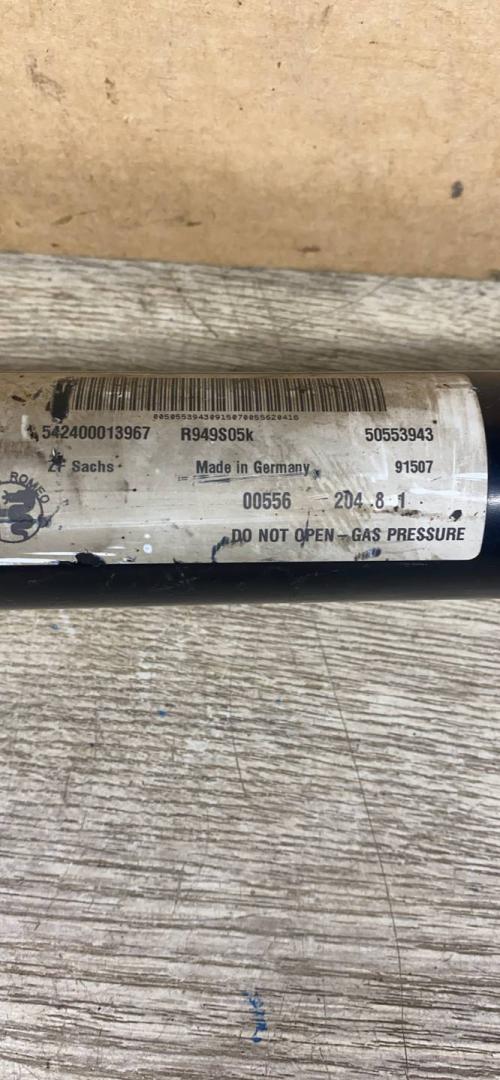 00505539430915070055620416
542400013967 R949S05k 50553943
ZF Sachs Made in Germany 91507
ROMEO
00556 204 8 1
DO NOT OPEN - GAS PRESSURE